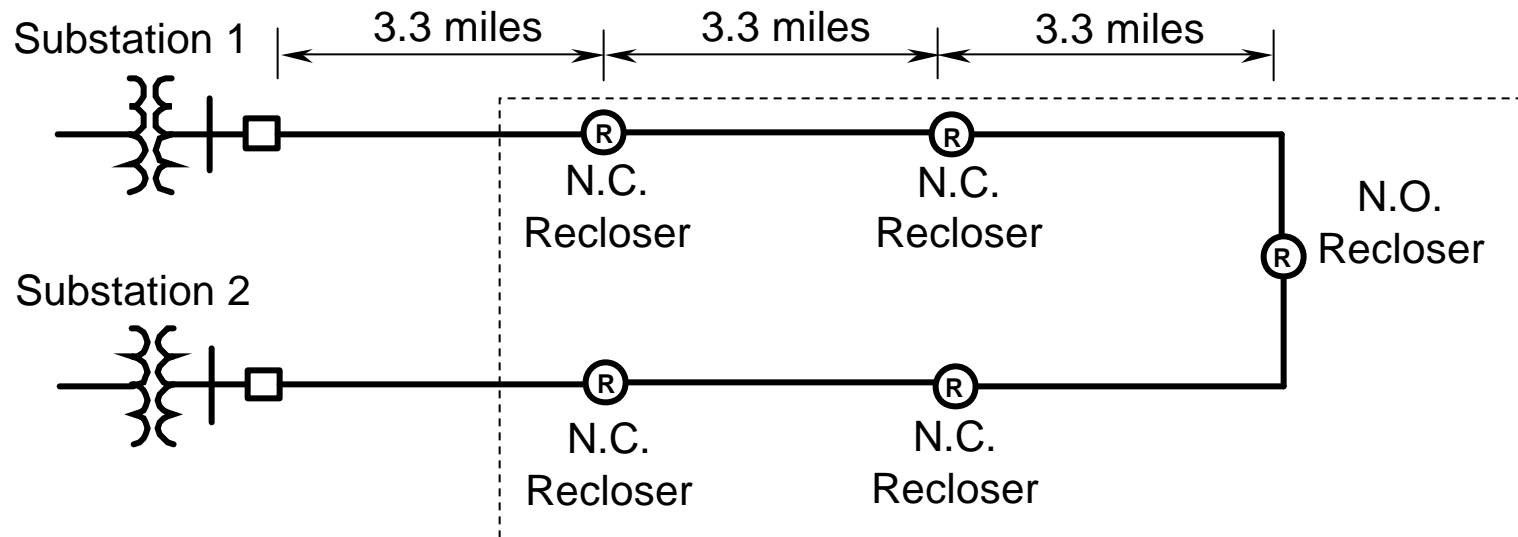 Substation 1
3.3 miles
3.3 miles
3.3 miles
R
R
N.C.
Recloser
N.C.
Recloser
N.O.
Recloser
R
Substation 2
R
R
N.C.
Recloser
N.C.
Recloser